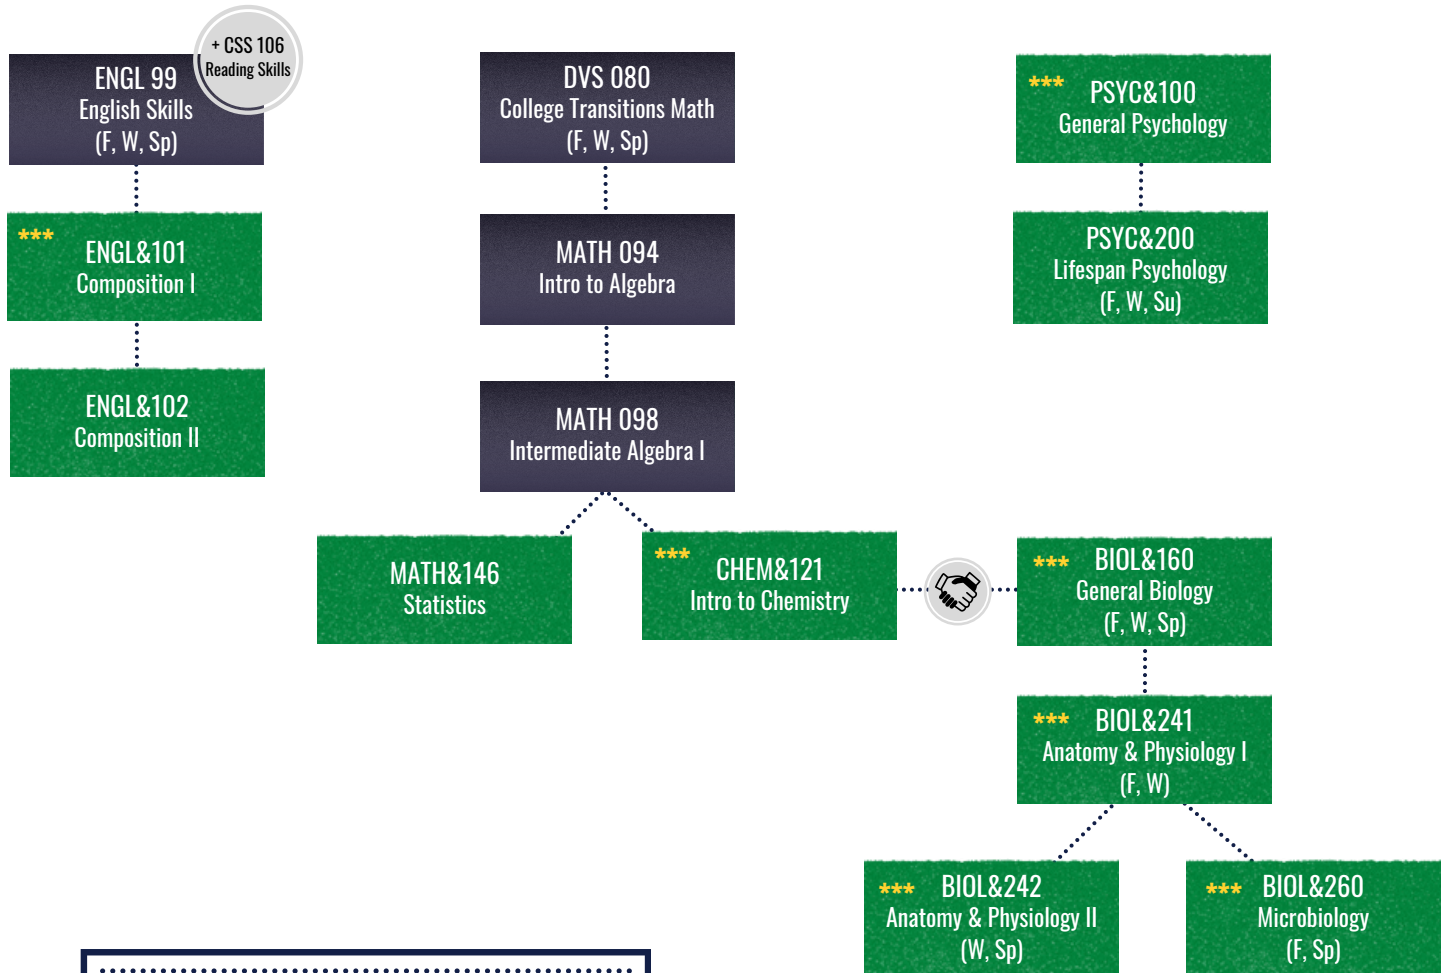 + CSS 106
Reading Skills
ENGL 99
English Skills
(F, W, Sp)
***
ENGL&101
Composition I
ENGL&102
Composition II
DVS 080
College Transitions Math
(F, W, Sp)
MATH 094
Intro to Algebra
MATH 098
Intermediate Algebra I
MATH&146
Statistics
***
CHEM&121
Intro to Chemistry
***
PSYC&100
General Psychology
PSYC&200
Lifespan Psychology
(F, W, Su)
***
BIOL&160
General Biology
(F, W, Sp)
***
BIOL&241
Anatomy & Physiology I
(F, W)
***
BIOL&242
Anatomy & Physiology II
(W, Sp)
***
BIOL&260
Microbiology
(F, Sp)